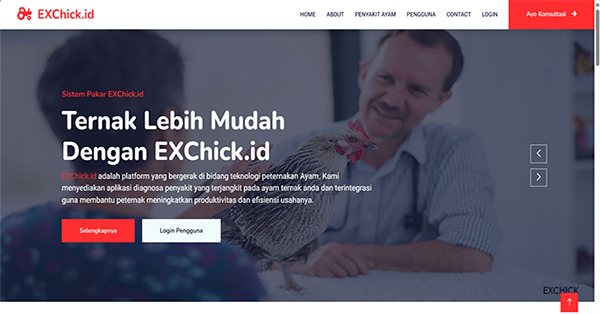 EXChick.id
HOME ABOUT PENYAKIT AYAM PENGGUNA CONTACT LOGIN Ayo Konsultasi
Sistem Pakar EXChick.id
Ternak Lebih Mudah
Dengan EXChick.id
EXChick.id adalah platform yang bergerak di bidang teknologi peternakan Ayam. Kami
menyediakan aplikasi diagnosa penyakit yang terjangkit pada ayam ternak anda dan terintegrasi
guna membantu peternak meningkatkan produktivitas dan efisiensi usahanya.
Selengkapnya Login Pengguna
EXCHICK